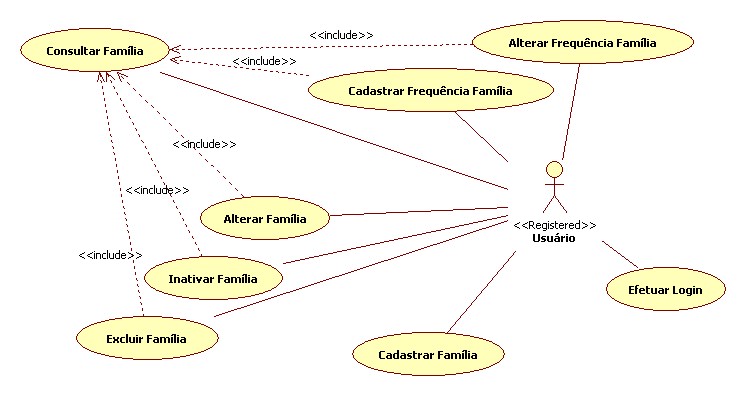 <<include>>
Alterar Frequência Família
Consultar Família
<<include>>
Cadastrar Frequência Família
<<include>>
<<include>>
Alterar Família
<<Registered>>
Usuário
<<include>>
Inativar Família
Efetuar Login
Excluir Família
Cadastrar Família